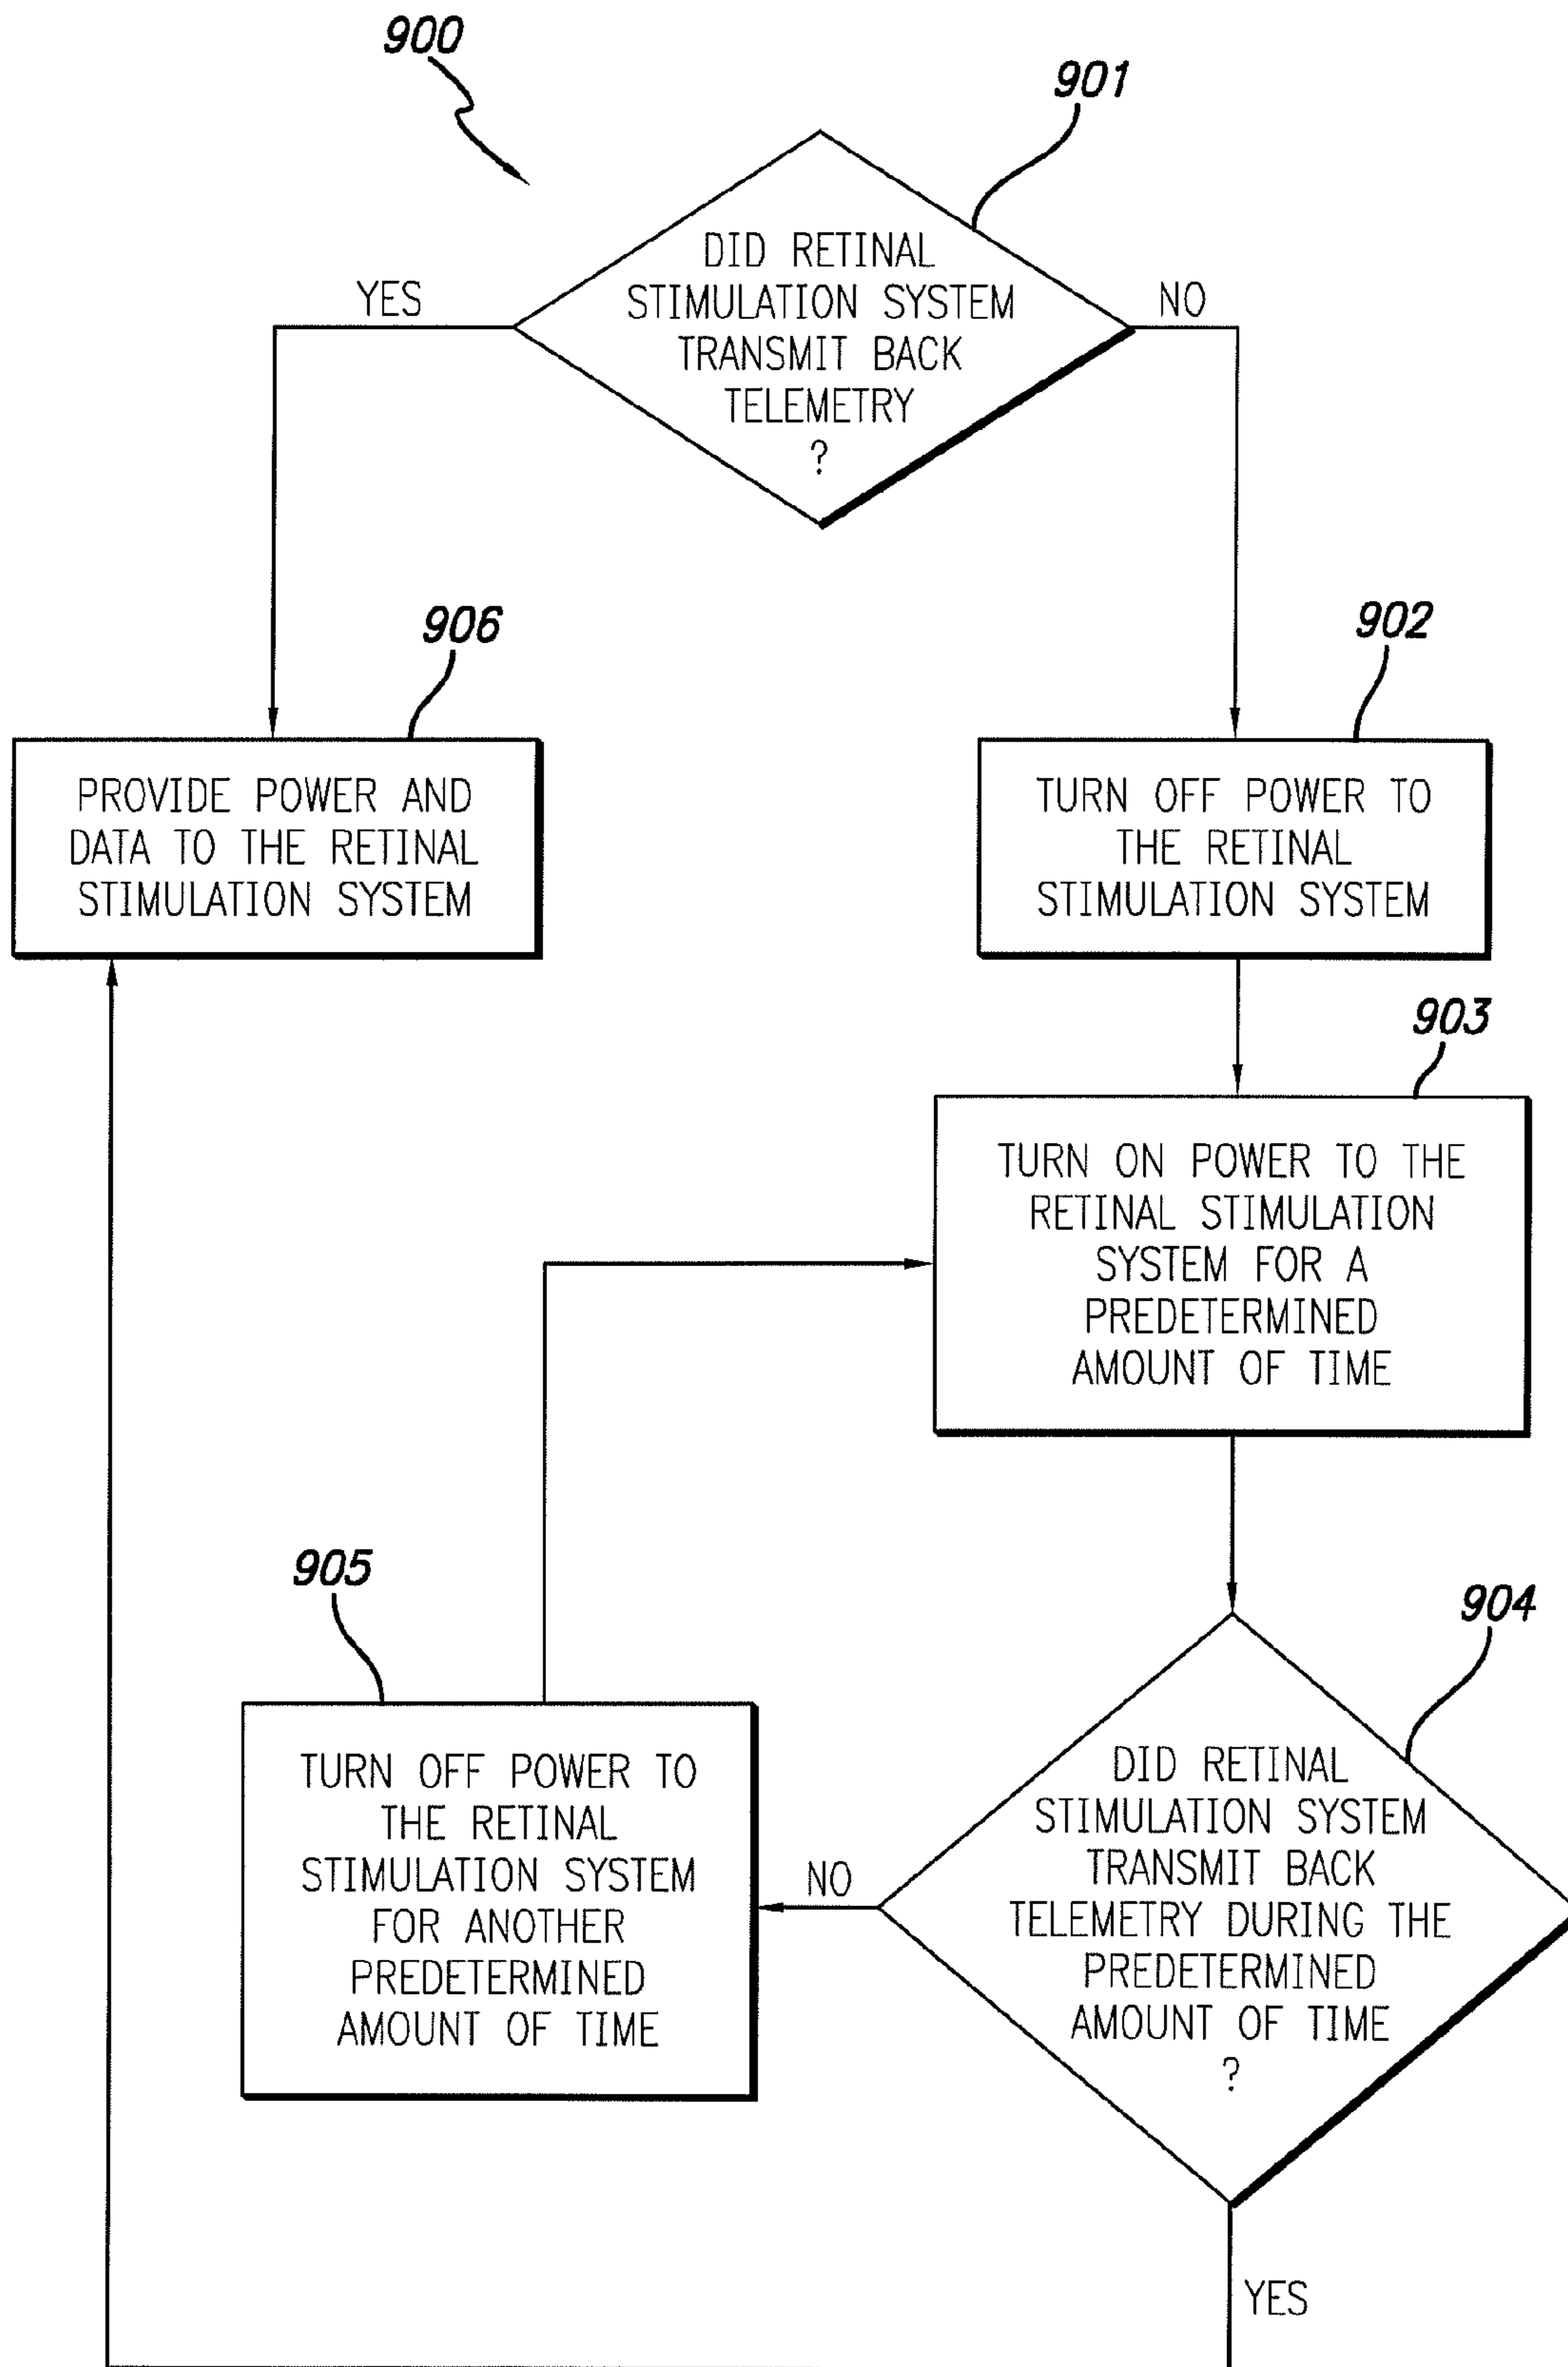 900
901
DID RETINAL
STIMULATION SYSTEM
TRANSMIT BACK
TELEMETRY
?
YES
NO
906
PROVIDE POWER AND
DATA TO THE RETINAL
STIMULATION SYSTEM
902
TURN OFF POWER TO
THE RETINAL
STIMULATION SYSTEM
903
TURN ON POWER TO THE
RETINAL STIMULATION
SYSTEM FOR A
PREDETERMINED
AMOUNT OF TIME
905
TURN OFF POWER TO
THE RETINAL
STIMULATION SYSTEM
FOR ANOTHER
PREDETERMINED
AMOUNT OF TIME
NO
904
DID RETINAL
STIMULATION SYSTEM
TRANSMIT BACK
TELEMETRY DURING THE
PREDETERMINED
AMOUNT OF TIME
?
YES